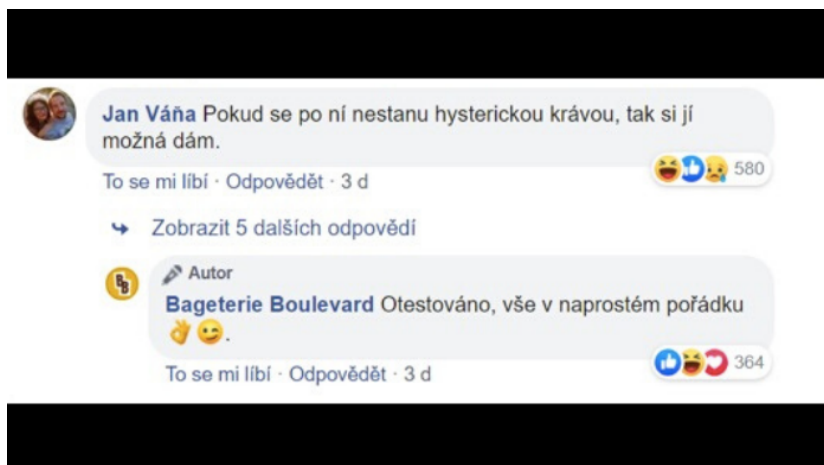 Jan Váňa Pokud se po ní nestanu hysterickou krávou, tak si jí
možná dám.
580
To se mi líbí · Odpovědět · 3 d
Zobrazit 5 dalších odpovědí
Autor
BB
Bageterie Boulevard Otestováno, vše v naprostém pořádku
👌😉.
364
To se mi líbí · Odpovědět · 3 d